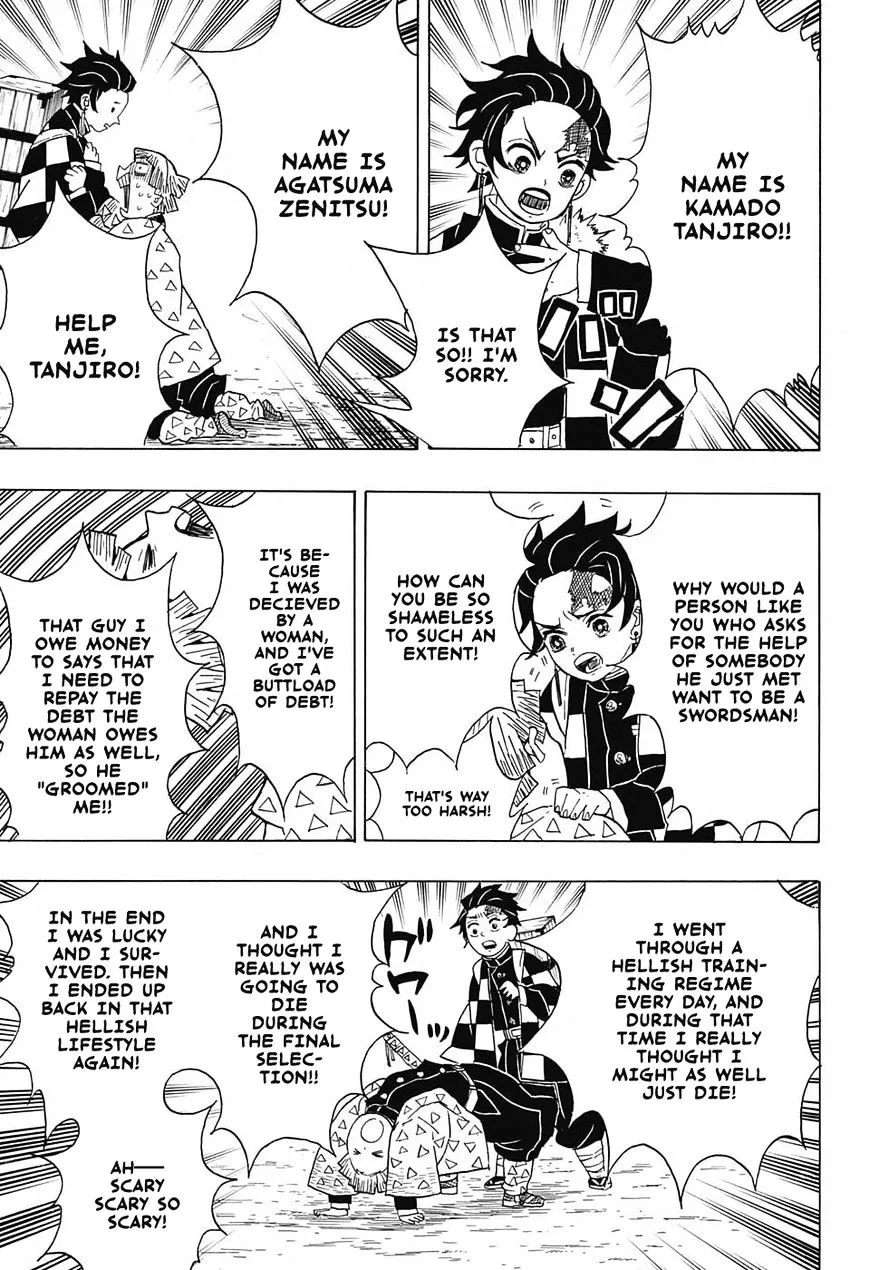 MY
NAME IS
KAMADO
TANJIRO!!
IS THAT
SO!! I'M
SORRY.
MY
NAME IS
AGATSUMA
ZENITSU!
HELP
ME,
TANJIRO!
WHY WOULD A
PERSON LIKE
YOU WHO ASKS
FOR THE HELP
OF SOMEBODY
HE JUST MET
WANT TO BE A
SWORDSMAN!
HOW CAN
YOU BE SO
SHAMELESS
TO SUCH AN
EXTENT!
THAT'S WAY
TOO HARSH!
IT'S BE-
CAUSE
I WAS
DECIEVED
BY A
WOMAN,
AND I'VE
GOT A
BUTTLOAD
OF DEBT!
THAT GUY I
OWE MONEY
TO SAYS THAT
I NEED TO
REPAY THE
DEBT THE
WOMAN OWES
HIM AS WELL,
SO HE
"GROOMED"
ME!!
I WENT
THROUGH A
HELLISH TRAIN-
ING REGIME
EVERY DAY, AND
DURING THAT
TIME I REALLY
THOUGHT I
MIGHT AS WELL
JUST DIE!
グワーッ
AND I
THOUGHT I
REALLY WAS
GOING TO
DIE
DURING
THE FINAL
SELEC-
TION!!
IN THE END
I WAS LUCKY
AND I SUR-
VIVED. THEN
I ENDED UP
BACK IN THAT
HELLISH
LIFESTYLE
AGAIN!
AH——
SCARY
SCARY SO
SCARY!